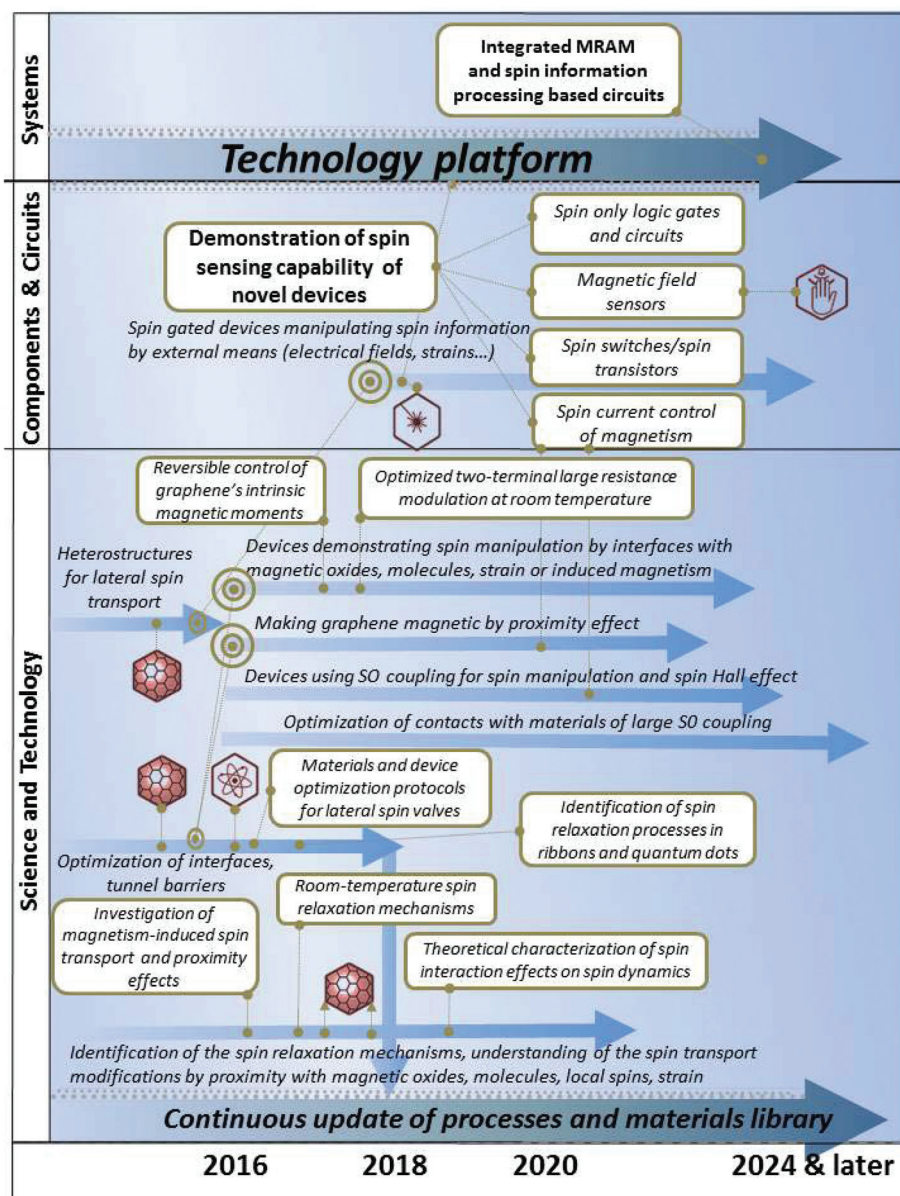 Systems
Integrated MRAM
and spin information
processing based circuits
Technology platform
Components & Circuits
Demonstration of spin
sensing capability of
novel devices
Spin only logic gates
and circuits
Magnetic field
sensors
Spin gated devices manipulating spin information
by external means (electrical fields, strains...)
Spin switches/spin
transistors
Spin current control
of magnetism
Science and Technology
Reversible control of
graphene's intrinsic
magnetic moments
Optimized two-terminal large resistance
modulation at room temperature
Heterostructures
for lateral spin
transport
Devices demonstrating spin manipulation by interfaces with
magnetic oxides, molecules, strain or induced magnetism
Making graphene magnetic by proximity effect
Devices using SO coupling for spin manipulation and spin Hall effect
Optimization of contacts with materials of large S0 coupling
Materials and device
optimization protocols
for lateral spin valves
Identification of spin
relaxation processes in
ribbons and quantum dots
Optimization of interfaces,
tunnel barriers
Room-temperature spin
relaxation mechanisms
Investigation of
magnetism-induced spin
transport and proximity
effects
Theoretical characterization of spin
interaction effects on spin dynamics
Identification of the spin relaxation mechanisms, understanding of the spin transport
modifications by proximity with magnetic oxides, molecules, local spins, strain
Continuous update of processes and materials library
2016 2018 2020 2024 & later